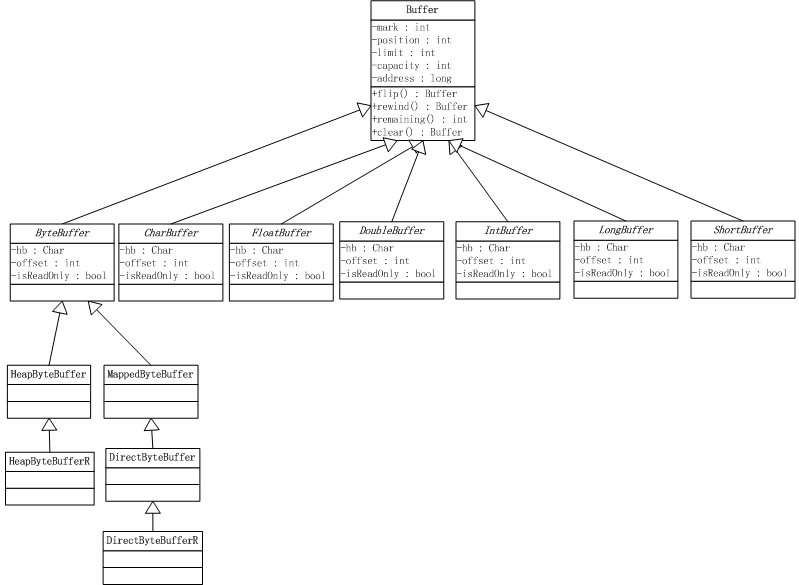 Buffer
-mark : int
-position : int
-limit : int
-capacity : int
-address : long
+flip() : Buffer
+rewind() : Buffer
+remaining() : int
+clear() : Buffer
ByteBuffer
-hb : Char
-offset : int
-isReadOnly : bool
CharBuffer
-hb : Char
-offset : int
-isReadOnly : bool
FloatBuffer
-hb : Char
-offset : int
-isReadOnly : bool
DoubleBuffer
-hb : Char
-offset : int
-isReadOnly : bool
IntBuffer
-hb : Char
-offset : int
-isReadOnly : bool
LongBuffer
-hb : Char
-offset : int
-isReadOnly : bool
ShortBuffer
-hb : Char
-offset : int
-isReadOnly : bool
HeapByteBuffer
MappedByteBuffer
HeapByteBufferR
DirectByteBuffer
DirectByteBufferR